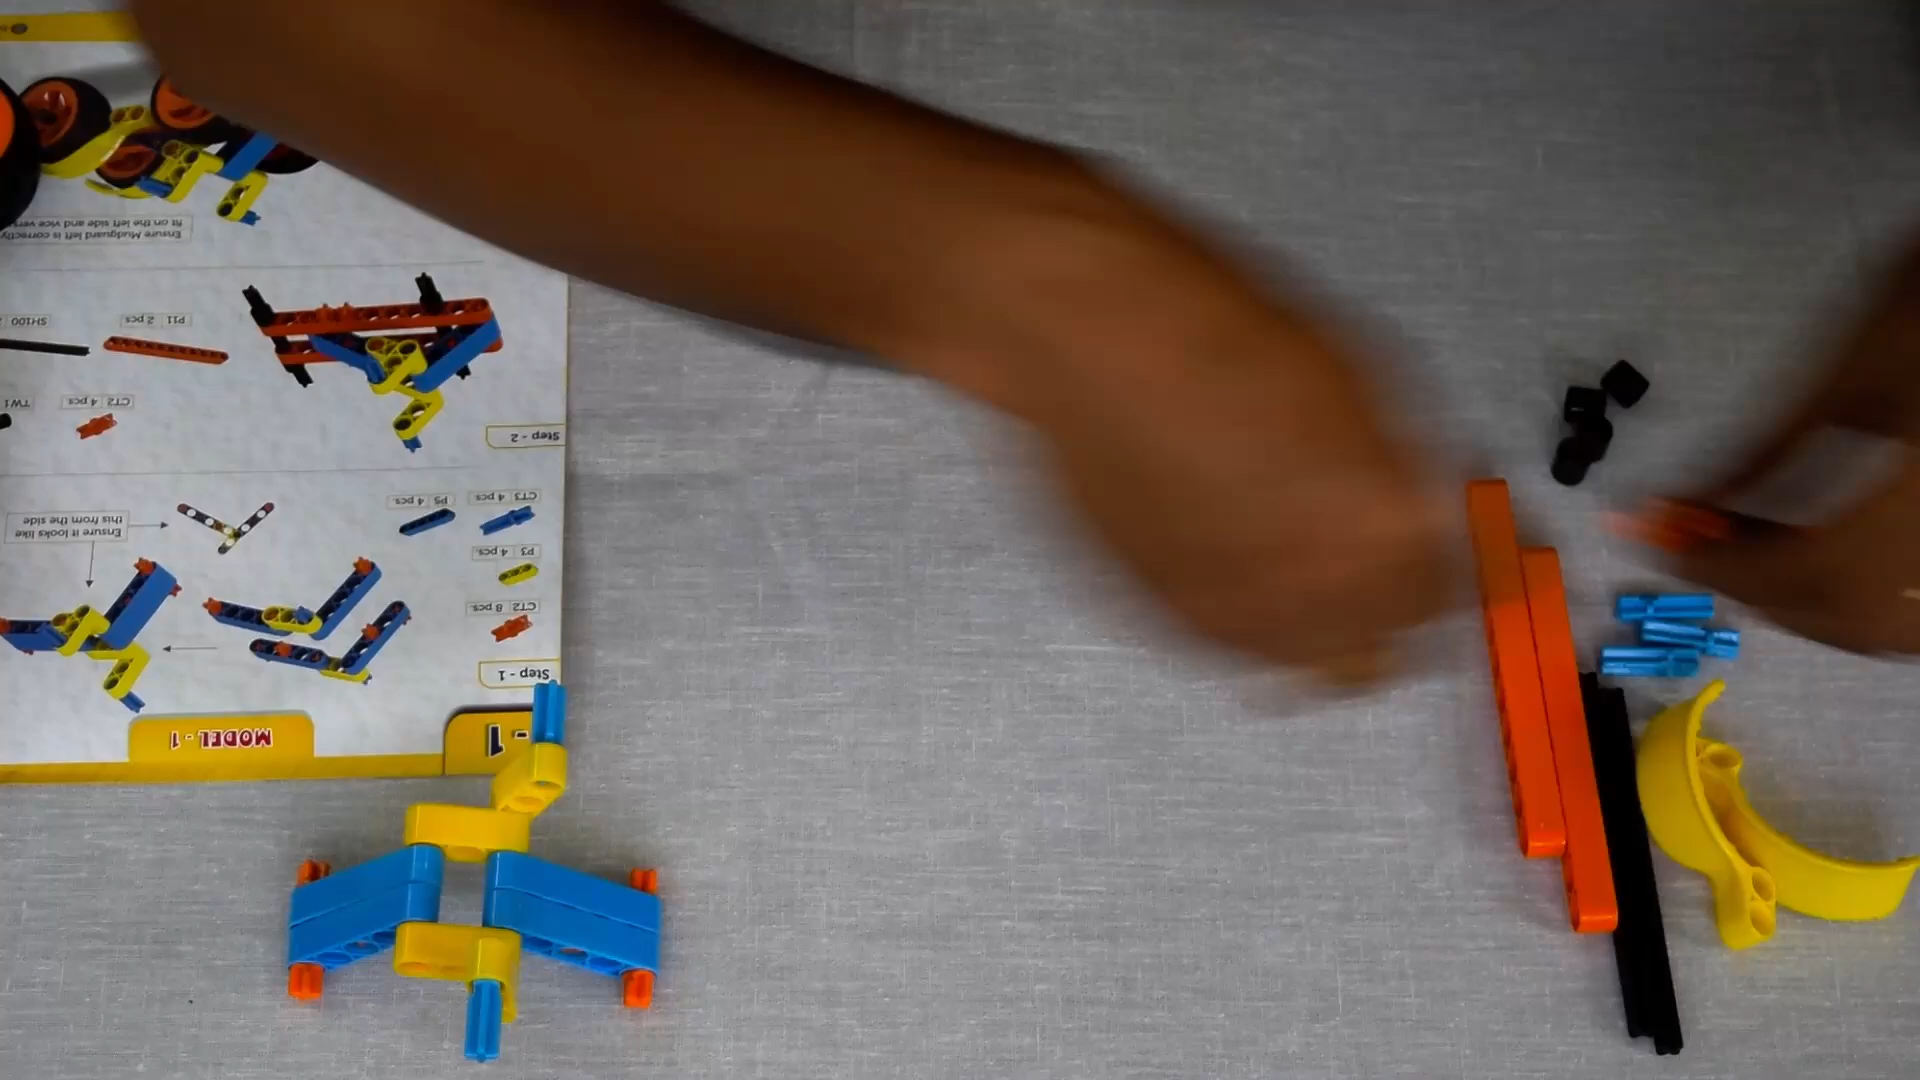 - 1
MODEL - 1
Step - 1
CT2 8 pcs.
P3 4 pcs.
CT3 4 pcs.
P5 4 pcs.
Ensure it looks like
this from the side
Step - 2
CT2 4 pcs
TW1
P11 2 pcs
SH100
Ensure Mudguard left is correctly
fit on the left side and vice